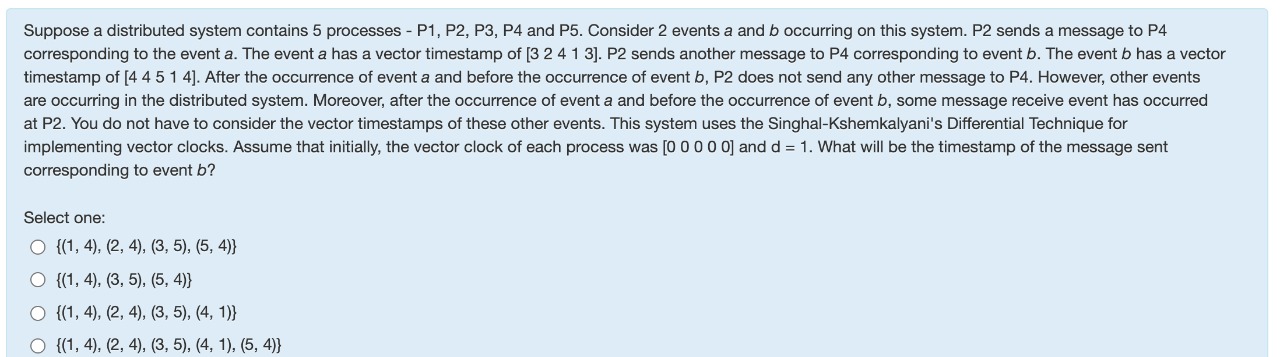 Suppose a distributed system contains 5 processes - P1, P2, P3, P4 and P5. Consider 2 events a and b occurring on this system. P2 sends a message to P4
corresponding to the event a. The event a has a vector timestamp of [3 2 4 1 3]. P2 sends another message to P4 corresponding to event b. The event b has a vector
timestamp of [4 4 5 1 4]. After the occurrence of event a and before the occurrence of event b, P2 does not send any other message to P4. However, other events
are occurring in the distributed system. Moreover, after the occurrence of event a and before the occurrence of event b, some message receive event has occurred
at P2. You do not have to consider the vector timestamps of these other events. This system uses the Singhal-Kshemkalyani's Differential Technique for
implementing vector clocks. Assume that initially, the vector clock of each process was [0 0 0 0 0] and d = 1. What will be the timestamp of the message sent
corresponding to event b?
Select one:
{(1, 4), (2, 4), (3, 5), (5, 4)}
{(1, 4), (3, 5), (5, 4)}
{(1, 4), (2, 4), (3, 5), (4, 1)}
{(1, 4), (2, 4), (3, 5), (4, 1), (5, 4)}